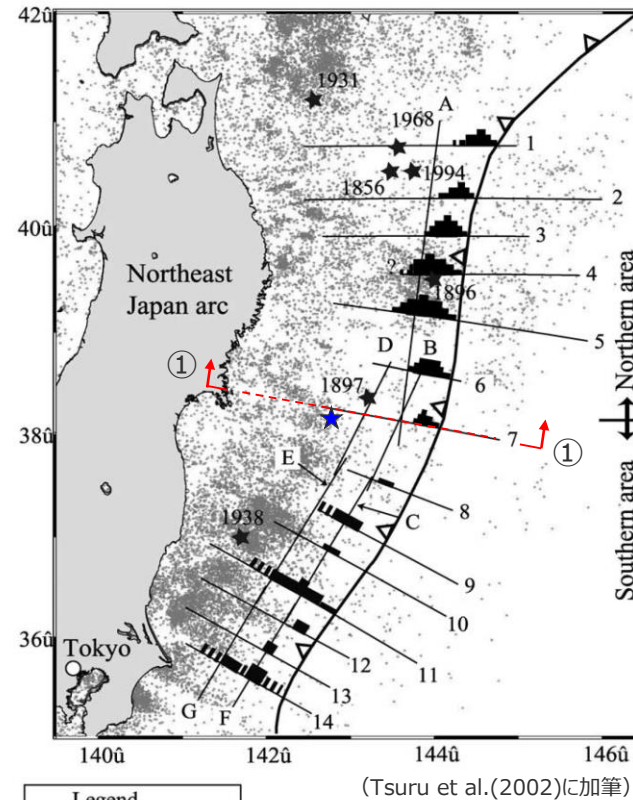 42û
1931
1968
A
1
1994
1856
2
40û
3
?
4
1896
Northeast
Japan arc
5
Northern area
D
B
①
6
1897
38û
7
①
E
8
C
1938
9
Southern area
10
36û
11
Tokyo
12
13
G
F
14
140û
142û
144û
146û
（Tsuru et al.(2002)に加筆）
Legend